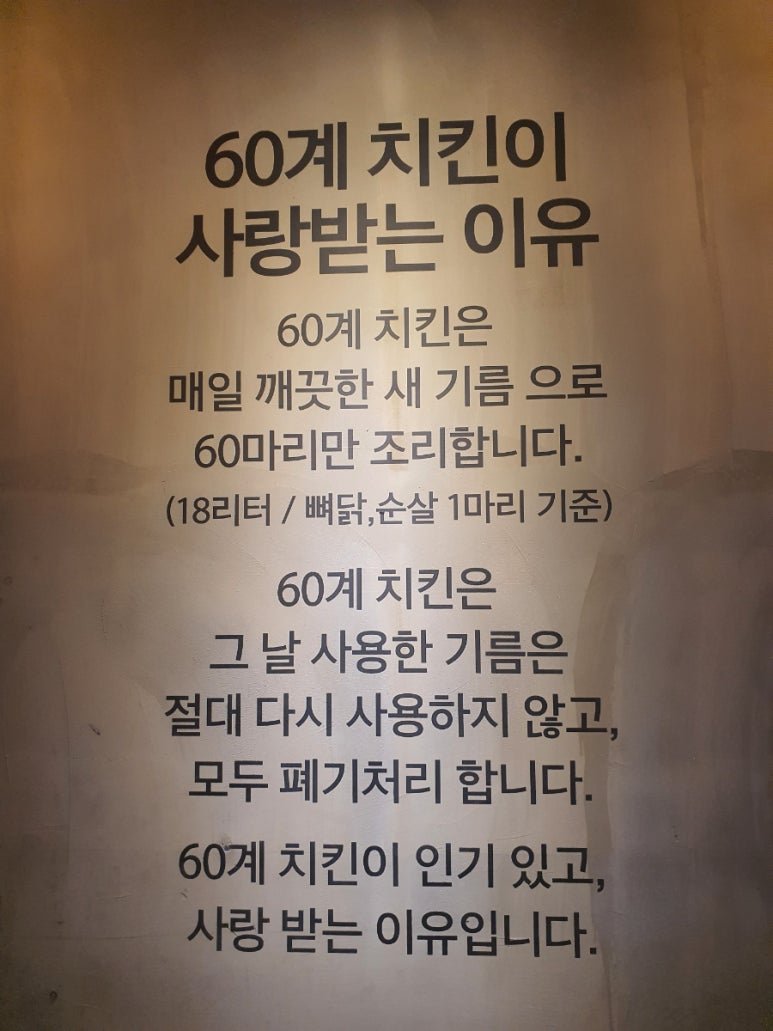 60계 치킨이
사랑받는 이유
60계 치킨은
매일 깨끗한 새 기름 으로
60마리만 조리합니다.
(18리터 / 뼈닭,순살 1마리 기준)
60계 치킨은
그 날 사용한 기름은
절대 다시 사용하지 않고,
모두 폐기처리 합니다.
60계 치킨이 인기 있고,
사랑 받는 이유입니다.